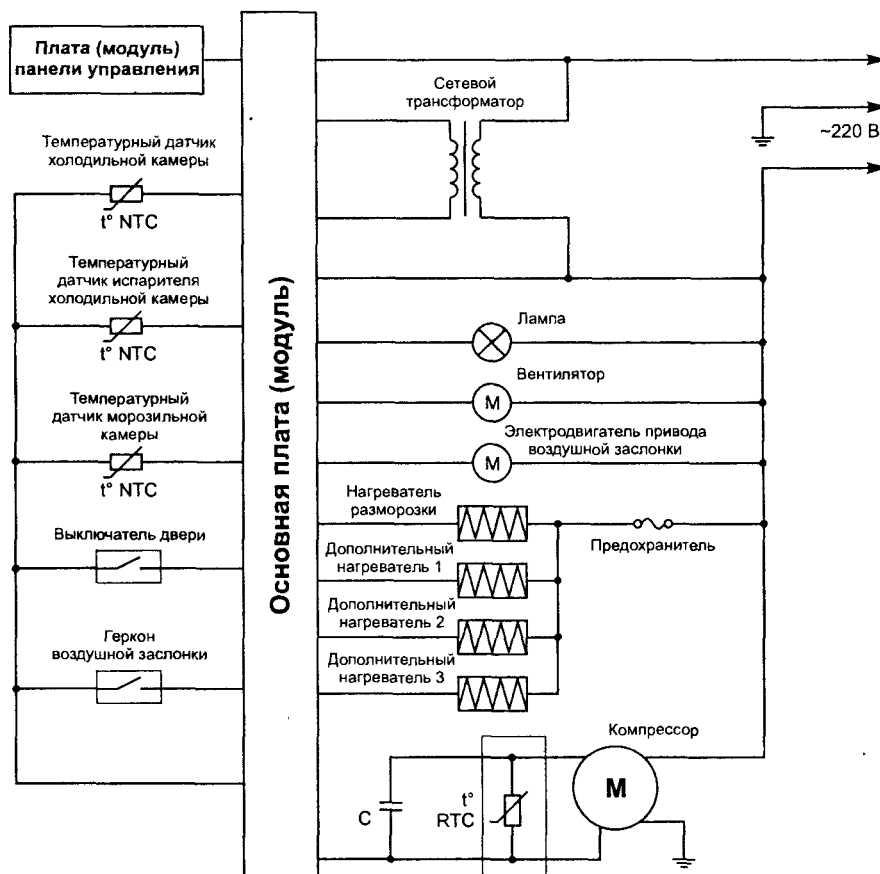 Плата (модуль)
панели управления
Сетевой
трансформатор
~220 В
Температурный датчик
холодильной камеры
t° NTC
Температурный
датчик испарителя
холодильной камеры
t° NTC
Температурный
датчик морозильной
камеры
t° NTC
Выключатель двери
Геркон
воздушной заслонки
Основная плата (модуль)
Лампа
Вентилятор
M
Электродвигатель привода
воздушной заслонки
M
Нагреватель
разморозки
Предохранитель
Дополнительный
нагреватель 1
Дополнительный
нагреватель 2
Дополнительный
нагреватель 3
Компрессор
M
C
t°
RTC